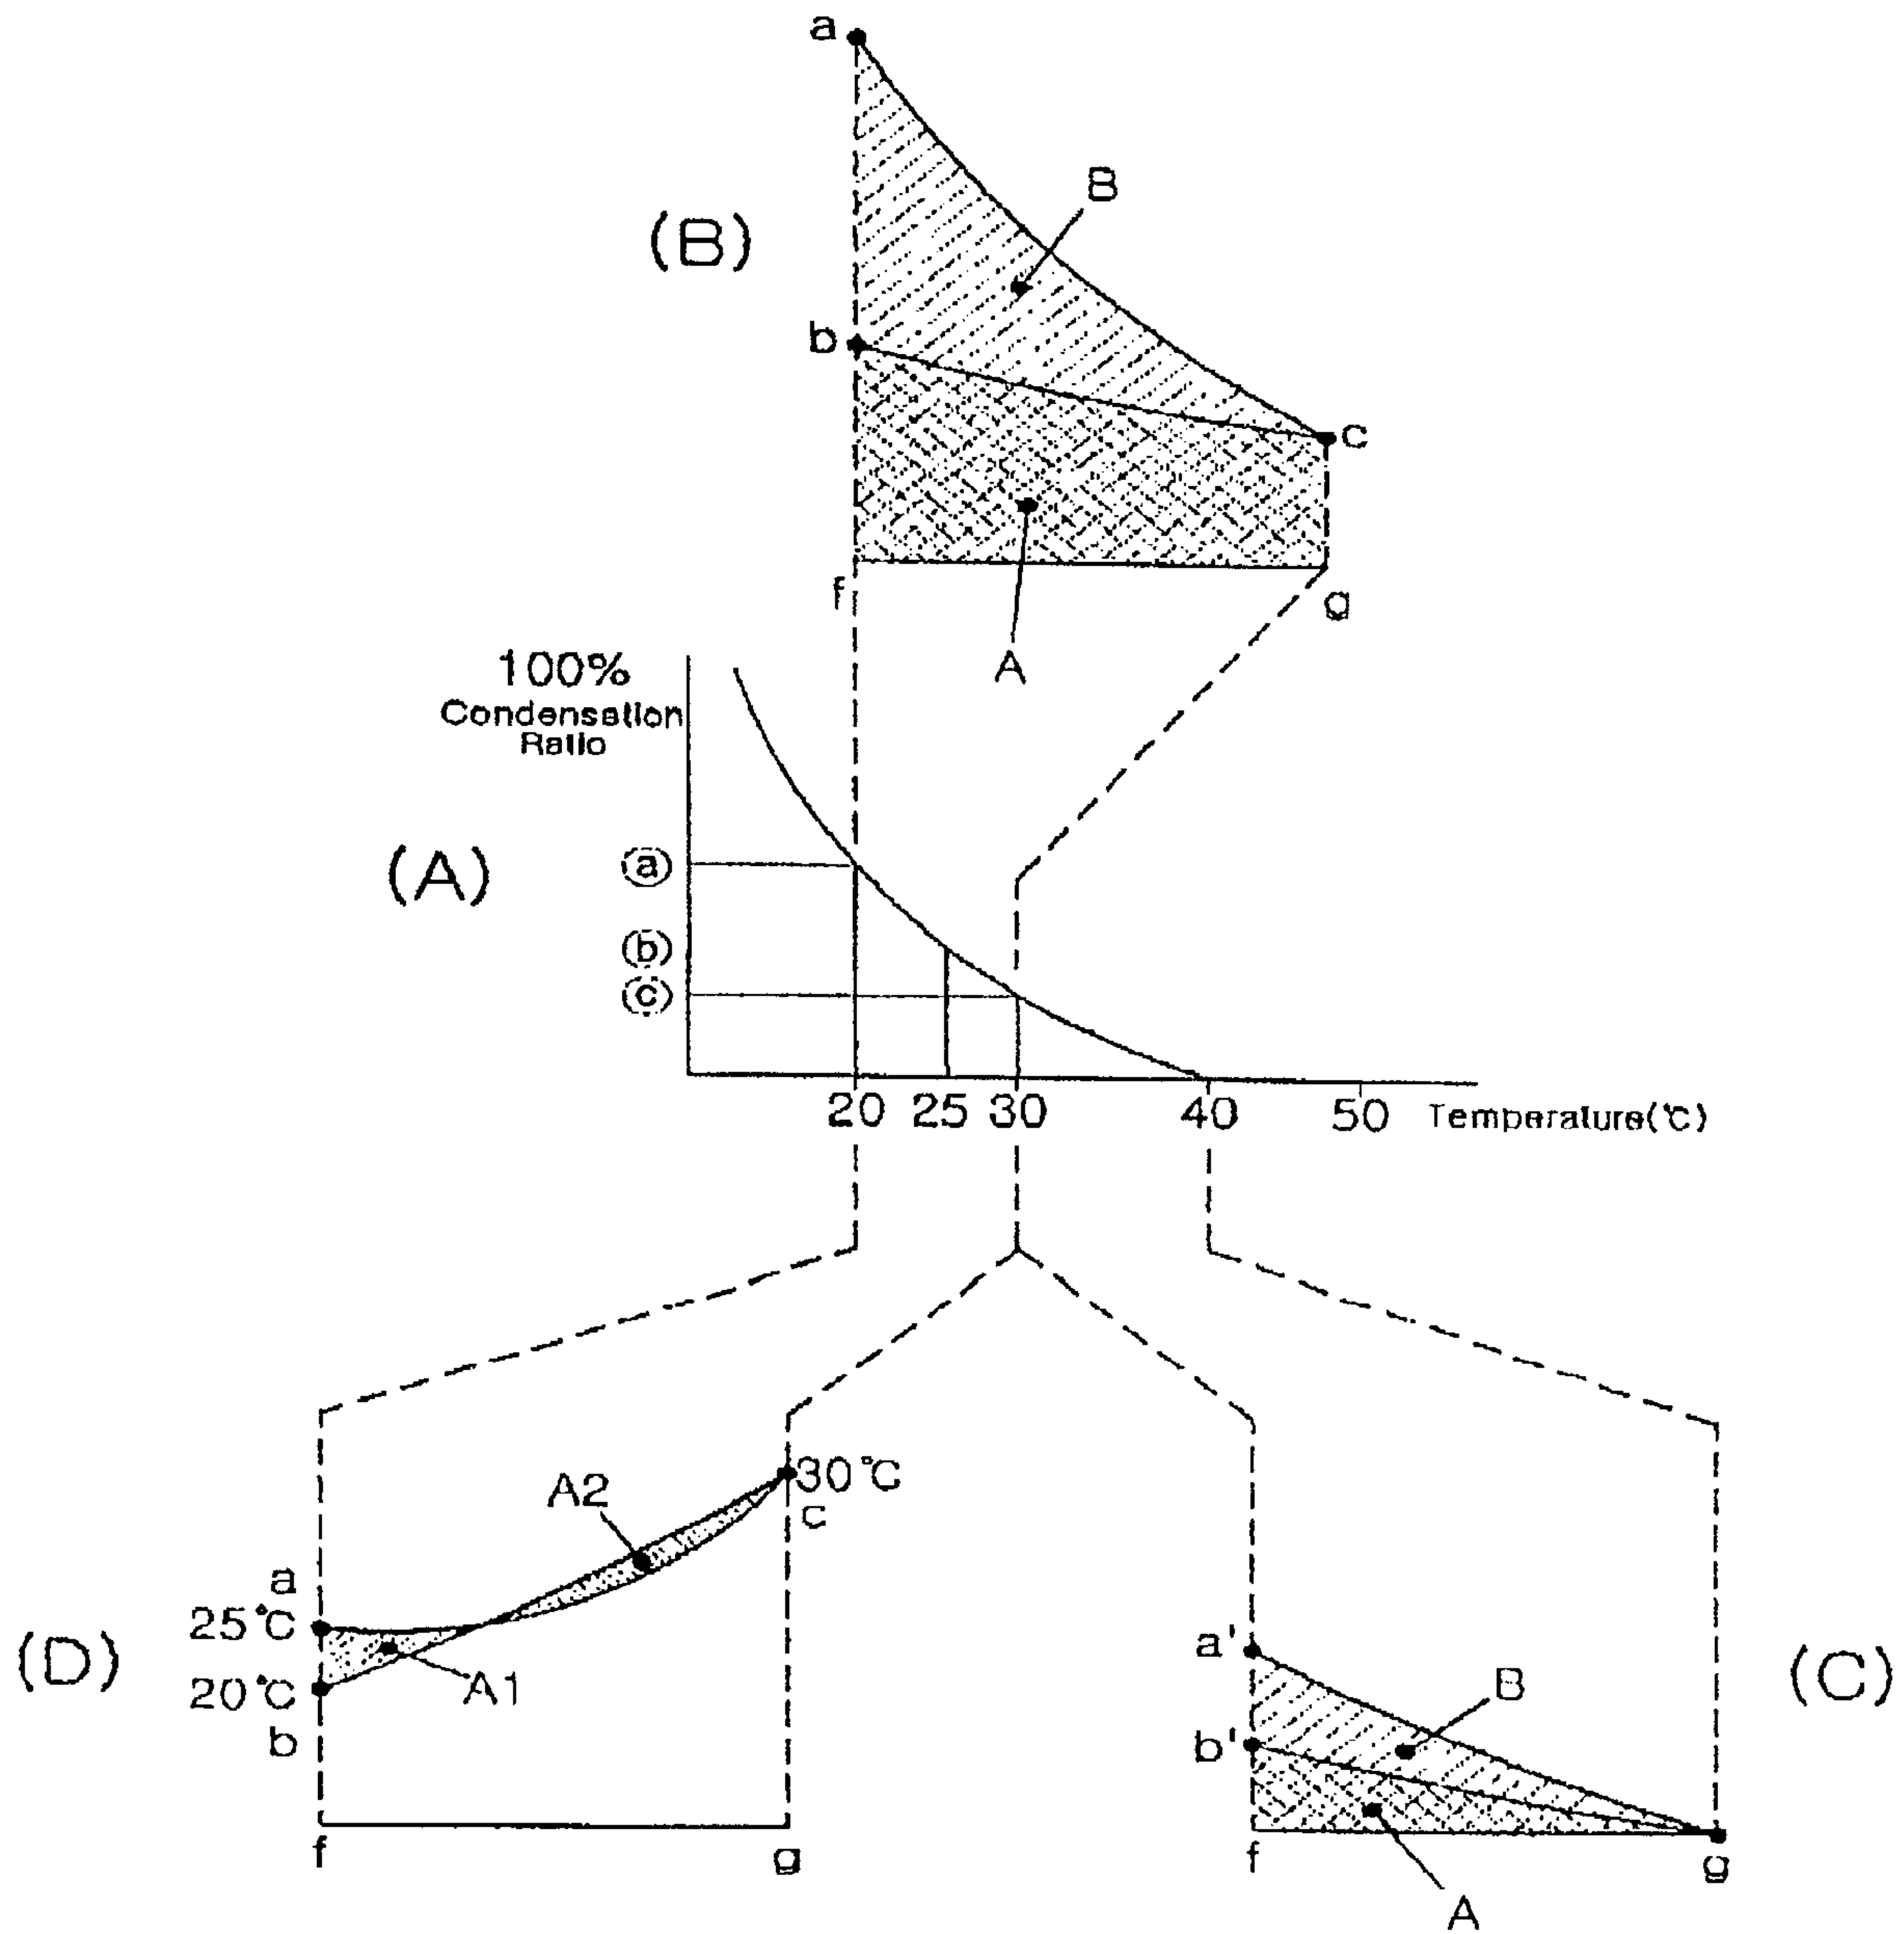 a
B
(B)
b
c
f
g
A
100%
Condensation
Ratio
(A)
ⓐ
ⓑ
ⓒ
20 25 30 40 50 Temperature(℃)
A2
30℃
c
a
25℃
(D)
A1
20℃
b
f
g
a'
B
(C)
b'
f
g
A